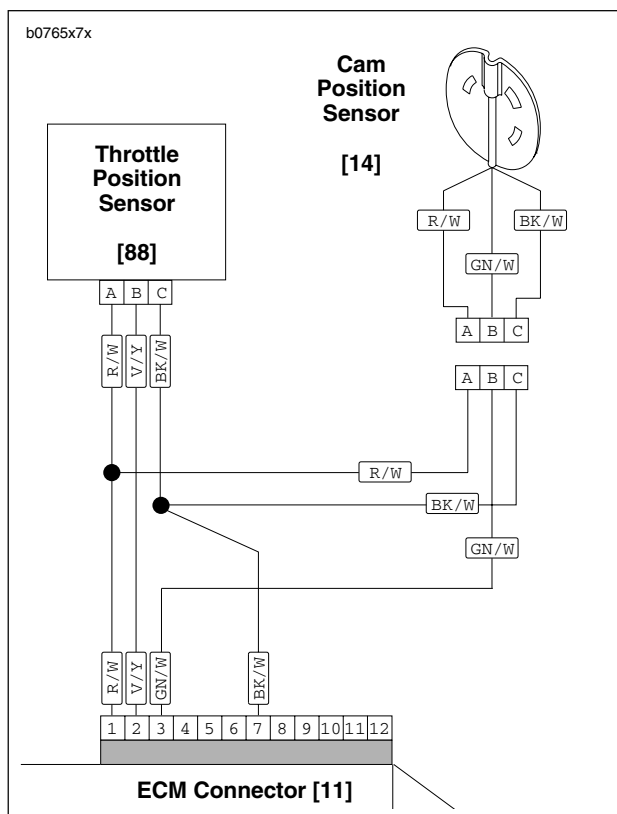 b0765x7x
Cam
Position
Sensor
[14]
Throttle
Position
Sensor
[88]
R/W
BK/W
GN/W
A B C
A B C
R/W
V/Y
BK/W
A B C
R/W
BK/W
GN/W
R/W
V/Y
GN/W
BK/W
1 2 3 4 5 6 7 8 9 10 11 12
ECM Connector [11]